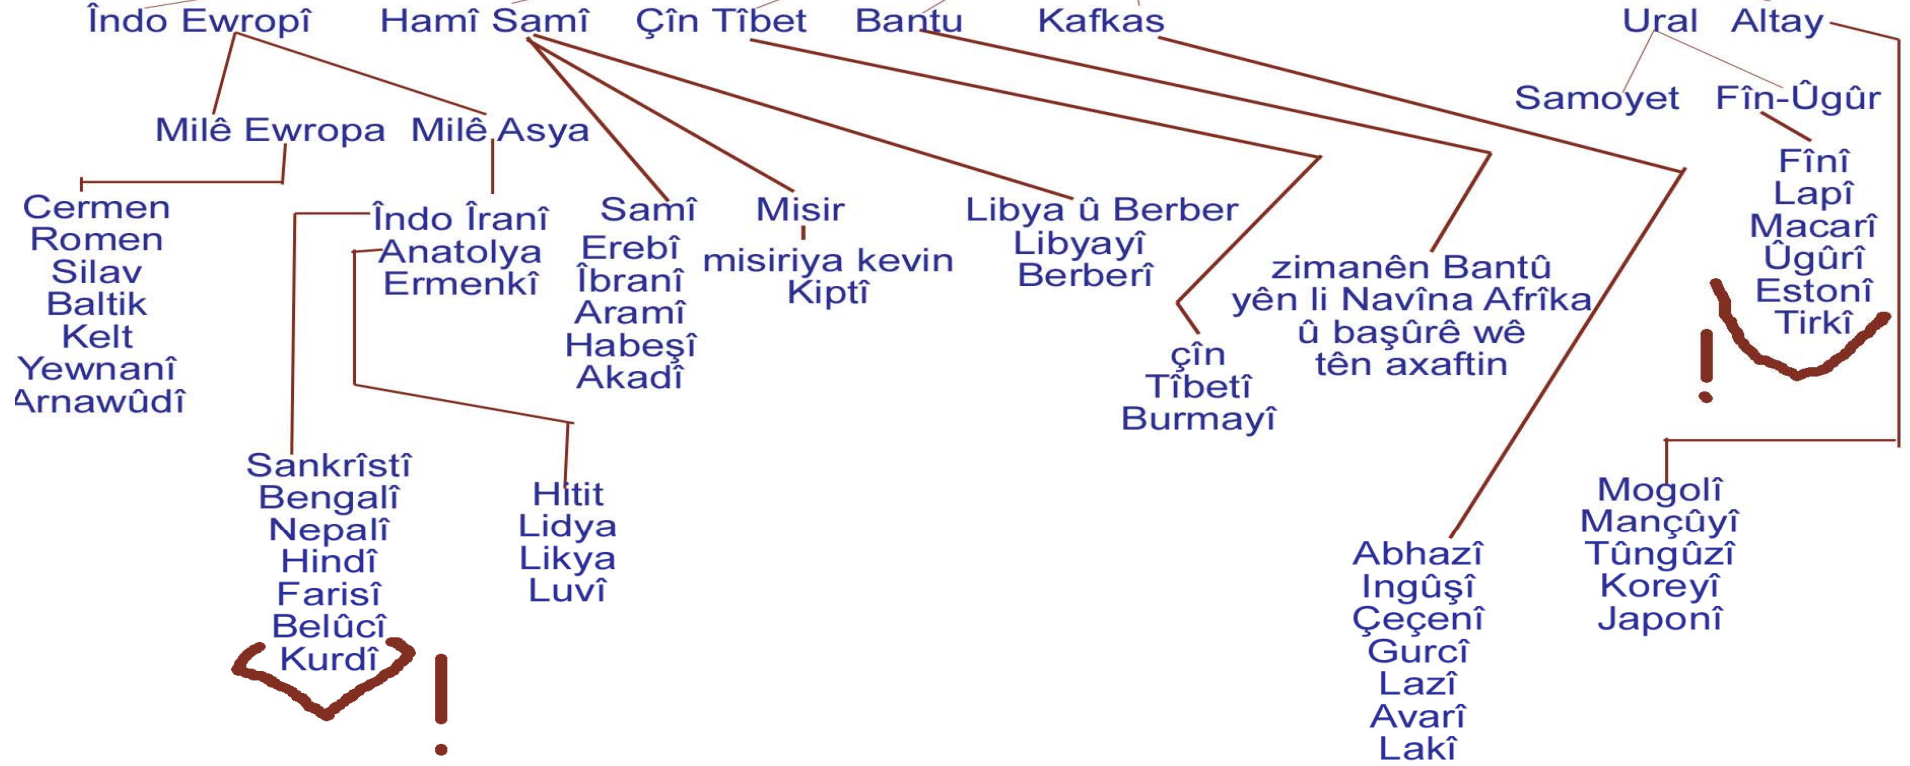 Îndo Ewropî
Hamî Samî
Çîn Tîbet
Bantu
Kafkas
Ural Altay
Samoyet
Fîn-Ûgûr
Milê Ewropa
Milê Asya
Cermen
Romen
Silav
Baltik
Kelt
Yewnanî
Arnawûdî
Îndo Îranî
Anatolya
Ermenkî
Samî
Erebî
Îbranî
Aramî
Habeşî
Akadî
Misir
misiriya kevin
Kiptî
Libya û Berber
Libyayî
Berberî
çîn
Tîbetî
Burmayî
zimanên Bantû
yên li Navîna Afrîka
û başûrê wê
tên axaftin
Fînî
Lapî
Macarî
Ûgûrî
Estonî
Tirkî
!
Sankrîstî
Bengalî
Nepalî
Hindî
Farisî
Belûcî
Kurdî
!
Hitit
Lidya
Likya
Luvî
Abhazî
Ingûşî
Çeçenî
Gurcî
Lazî
Avarî
Lakî
Mogolî
Mançûyî
Tûngûzî
Koreyî
Japonî